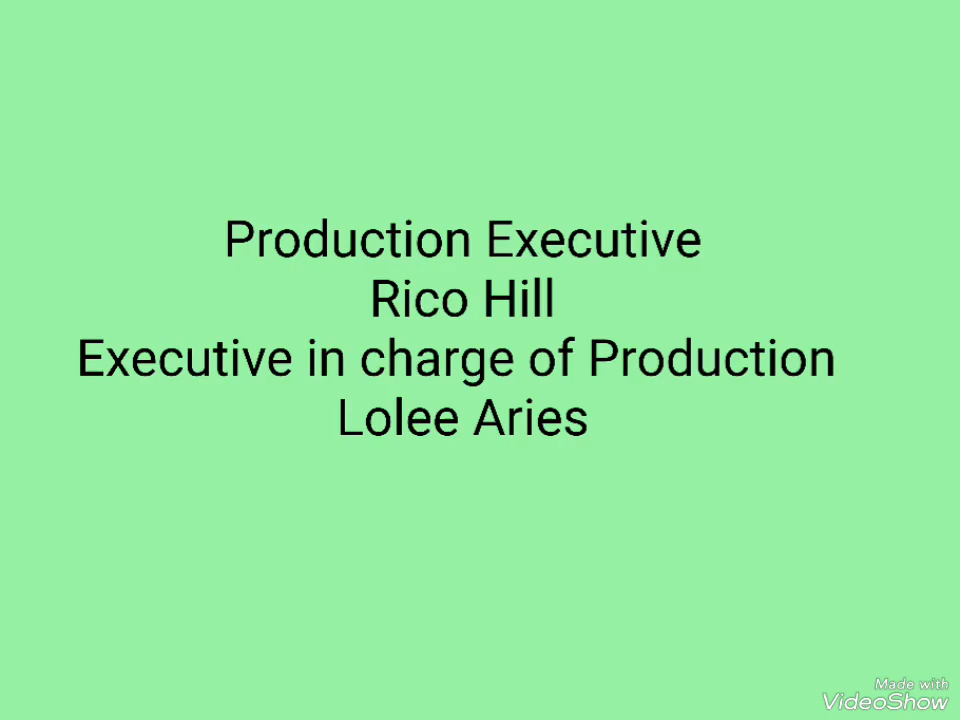 Production Executive
Rico Hill
Executive in charge of Production
Lolee Aries
Made with
VideoShow